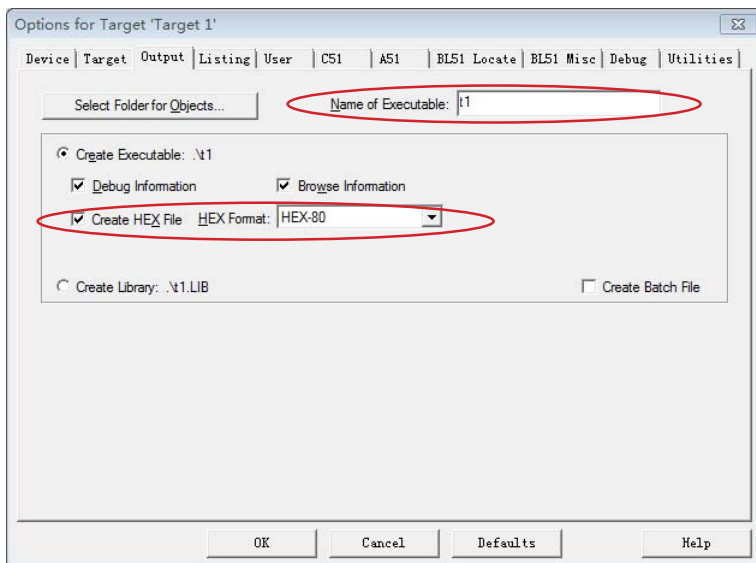 Options for Target 'Target 1'
Device Target Output Listing User C51 A51 BL51 Locate BL51 Misc Debug Utilities
Select Folder for Objects... Name of Executable: t1
Create Executable: .\t1
Debug Information Browse Information
Create HEX File HEX Format: HEX-80
Create Library: .\t1.LIB Create Batch File
OK Cancel Defaults Help